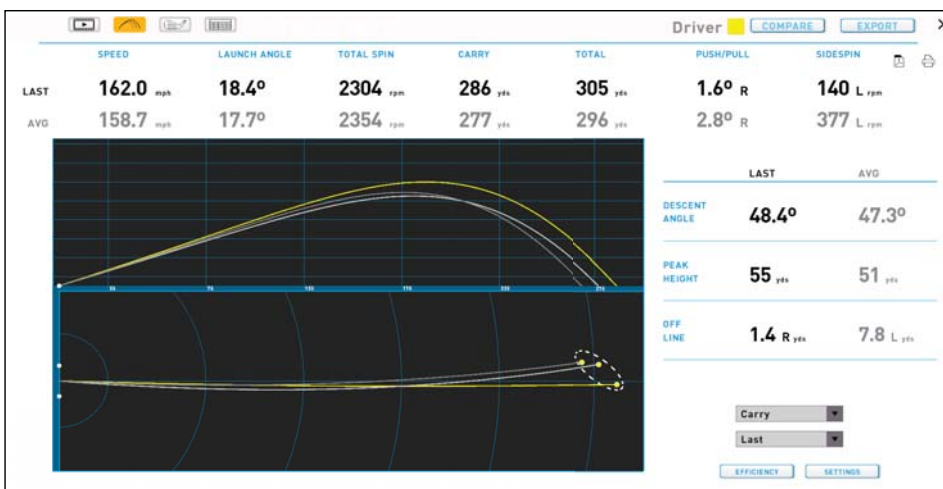 Driver COMPARE EXPORT
SPEED LAUNCH ANGLE TOTAL SPIN CARRY TOTAL PUSH/PULL SIDESPIN
LAST 162.0 mph 18.4º 2304 rpm 286 yds 305 yds 1.6º R 140 L rpm
AVG 158.7 mph 17.7º 2354 rpm 277 yds 296 yds 2.8º R 377 L rpm
LAST AVG
DESCENT
ANGLE 48.4º 47.3º
PEAK
HEIGHT 55 yds 51 yds
OFF
LINE 1.4 R yds 7.8 L yds
Carry
Last
EFFICIENCY SETTINGS